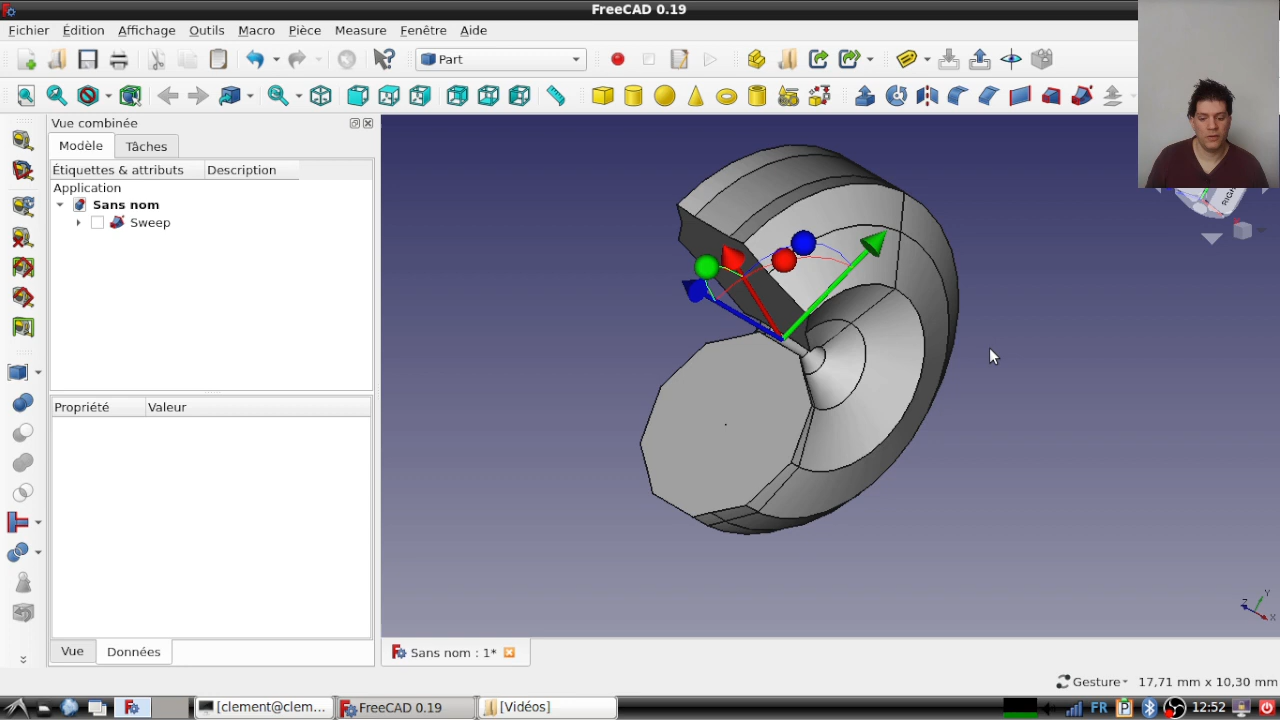 FreeCAD 0.19
Fichier Édition Affichage Outils Macro Pièce Measure Fenêtre Aide
Part
Vue combinée
Modèle Tâches
Étiquettes & attributs Description
Application
Sans nom
Sweep
RIGHT
Propriété Valeur
Vue Données
Sans nom : 1*
Y
Z
X
Gesture 17,71 mm x 10,30 mm
[clement@clem... FreeCAD 0.19 [Vidéos] FR P 12:52